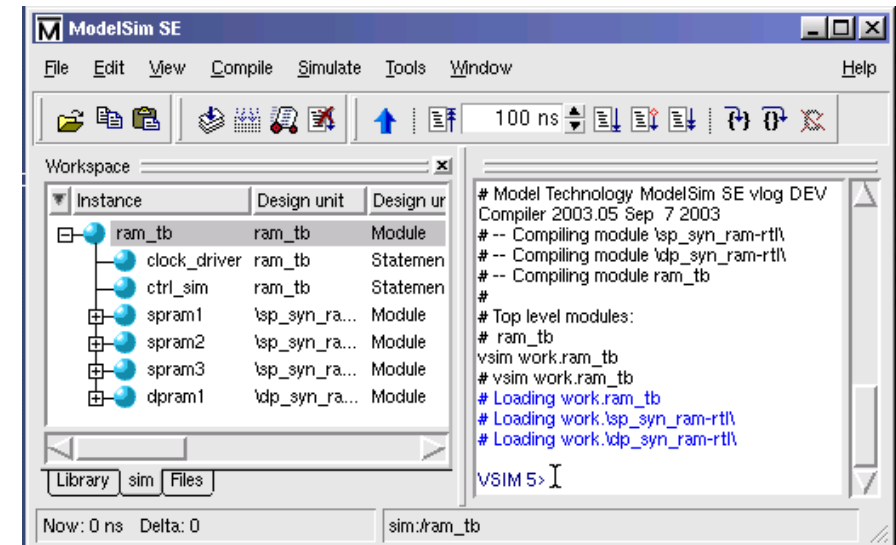 ModelSim SE
File Edit View Compile Simulate Tools Window Help
100 ns
Workspace
Instance Design unit Design ur
ram_tb ram_tb Module
clock_driver ram_tb Statemen
ctrl_sim ram_tb Statemen
spram1 \sp_syn_ra... Module
spram2 \sp_syn_ra... Module
spram3 \sp_syn_ra... Module
dpram1 \dp_syn_ra... Module
Library sim Files
# Model Technology ModelSim SE vlog DEV
Compiler 2003.05 Sep 7 2003
# -- Compiling module \sp_syn_ram-rtl\
# -- Compiling module \dp_syn_ram-rtl\
# -- Compiling module ram_tb
#
# Top level modules:
# ram_tb
vsim work.ram_tb
# vsim work.ram_tb
# Loading work.ram_tb
# Loading work.\sp_syn_ram-rtl\
# Loading work.\dp_syn_ram-rtl\
VSIM 5>
Now: 0 ns Delta: 0 sim:/ram_tb